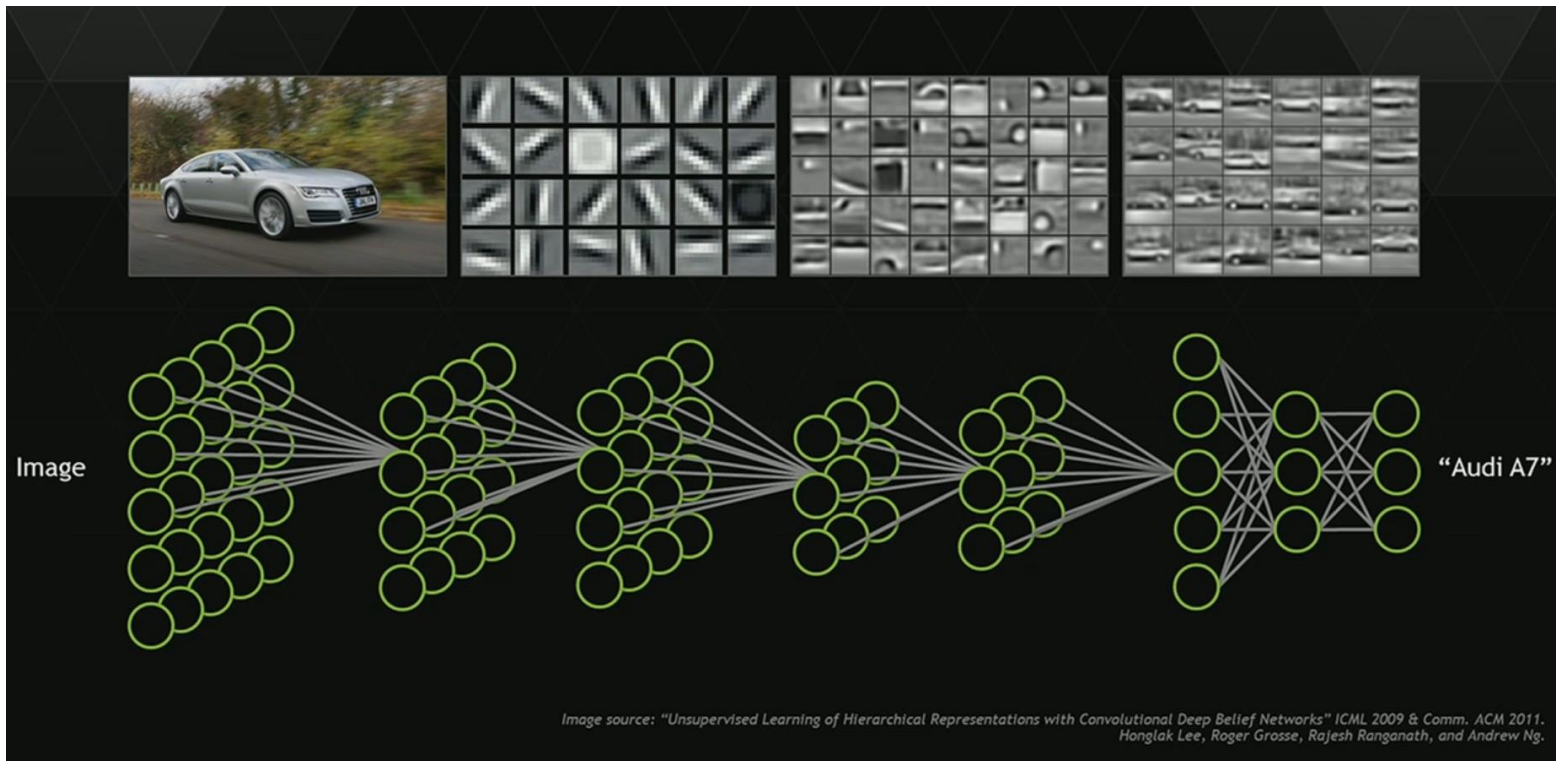 Image
“Audi A7”
Image source: “Unsupervised Learning of Hierarchical Representations with Convolutional Deep Belief Networks” ICML 2009 & Comm. ACM 2011.
Honglak Lee, Roger Grosse, Rajesh Ranganath, and Andrew Ng.